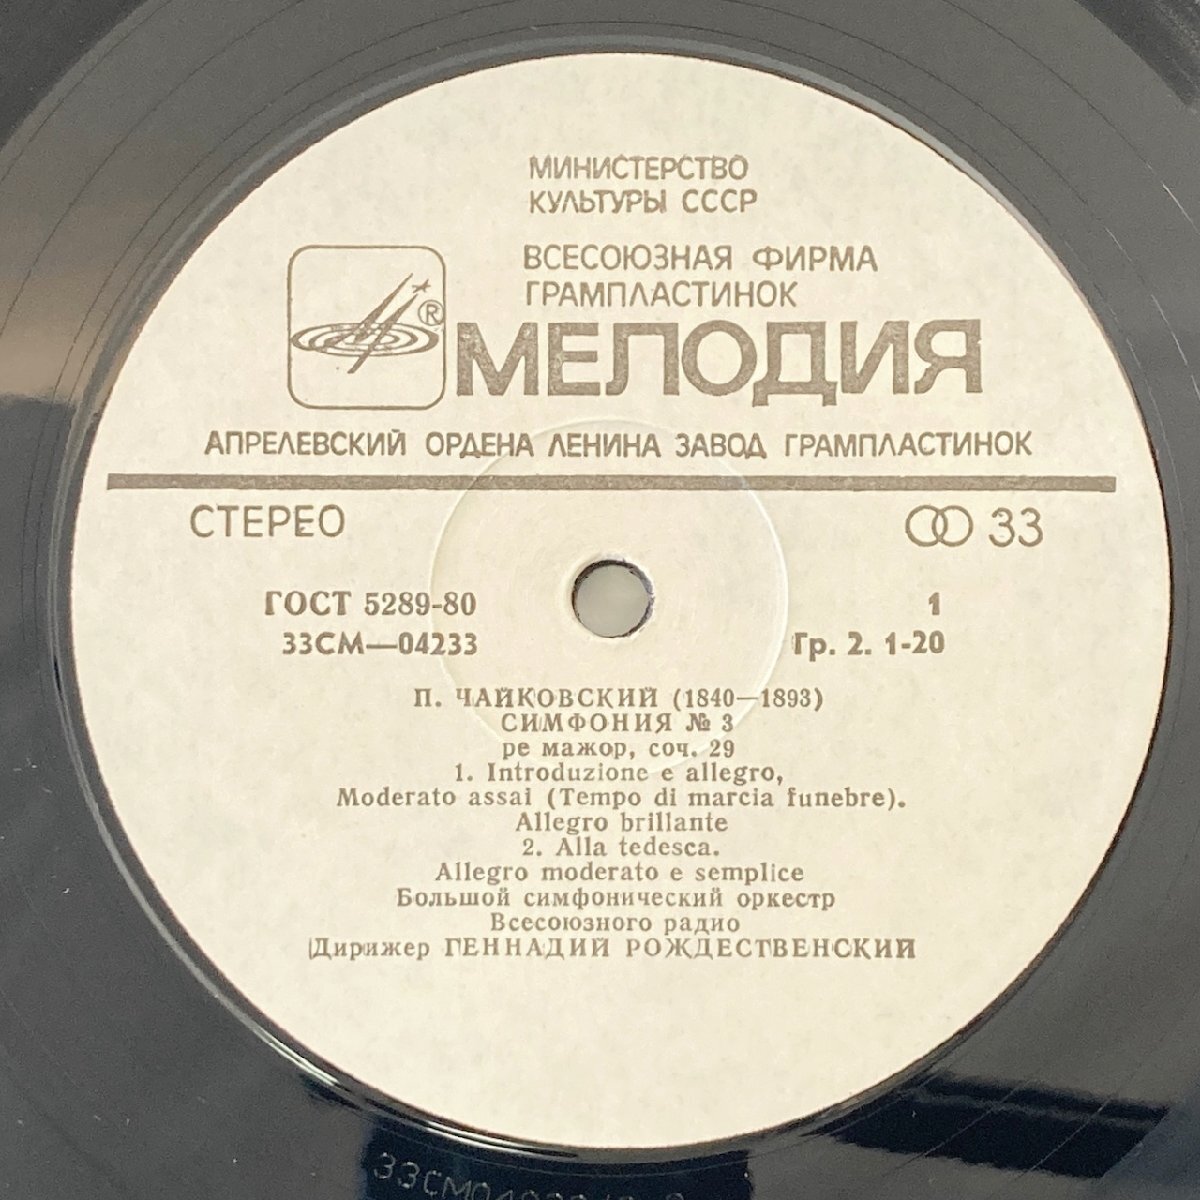 МИНИСТЕРСТВО
КУЛЬТУРЫ СССР
ВСЕСОЮЗНАЯ ФИРМА
ГРАМПЛАСТИНОК
®
МЕЛОДИЯ
АПРЕЛЕВСКИЙ ОРДЕНА ЛЕНИНА ЗАВОД ГРАМПЛАСТИНОК
СТЕРЕО
33
ГОСТ 5289-80
1
33СМ—04233
Гр. 2. 1-20
П. ЧАЙКОВСКИЙ (1840—1893)
СИМФОНИЯ № 3
ре мажор, соч. 29
1. Introduzione e allegro,
Moderato assai (Tempo di marcia funebre).
Allegro brillante
2. Alla tedesca.
Allegro moderato e semplice
Большой симфонический оркестр
Всесоюзного радио
Дирижер ГЕННАДИЙ РОЖДЕСТВЕНСКИЙ